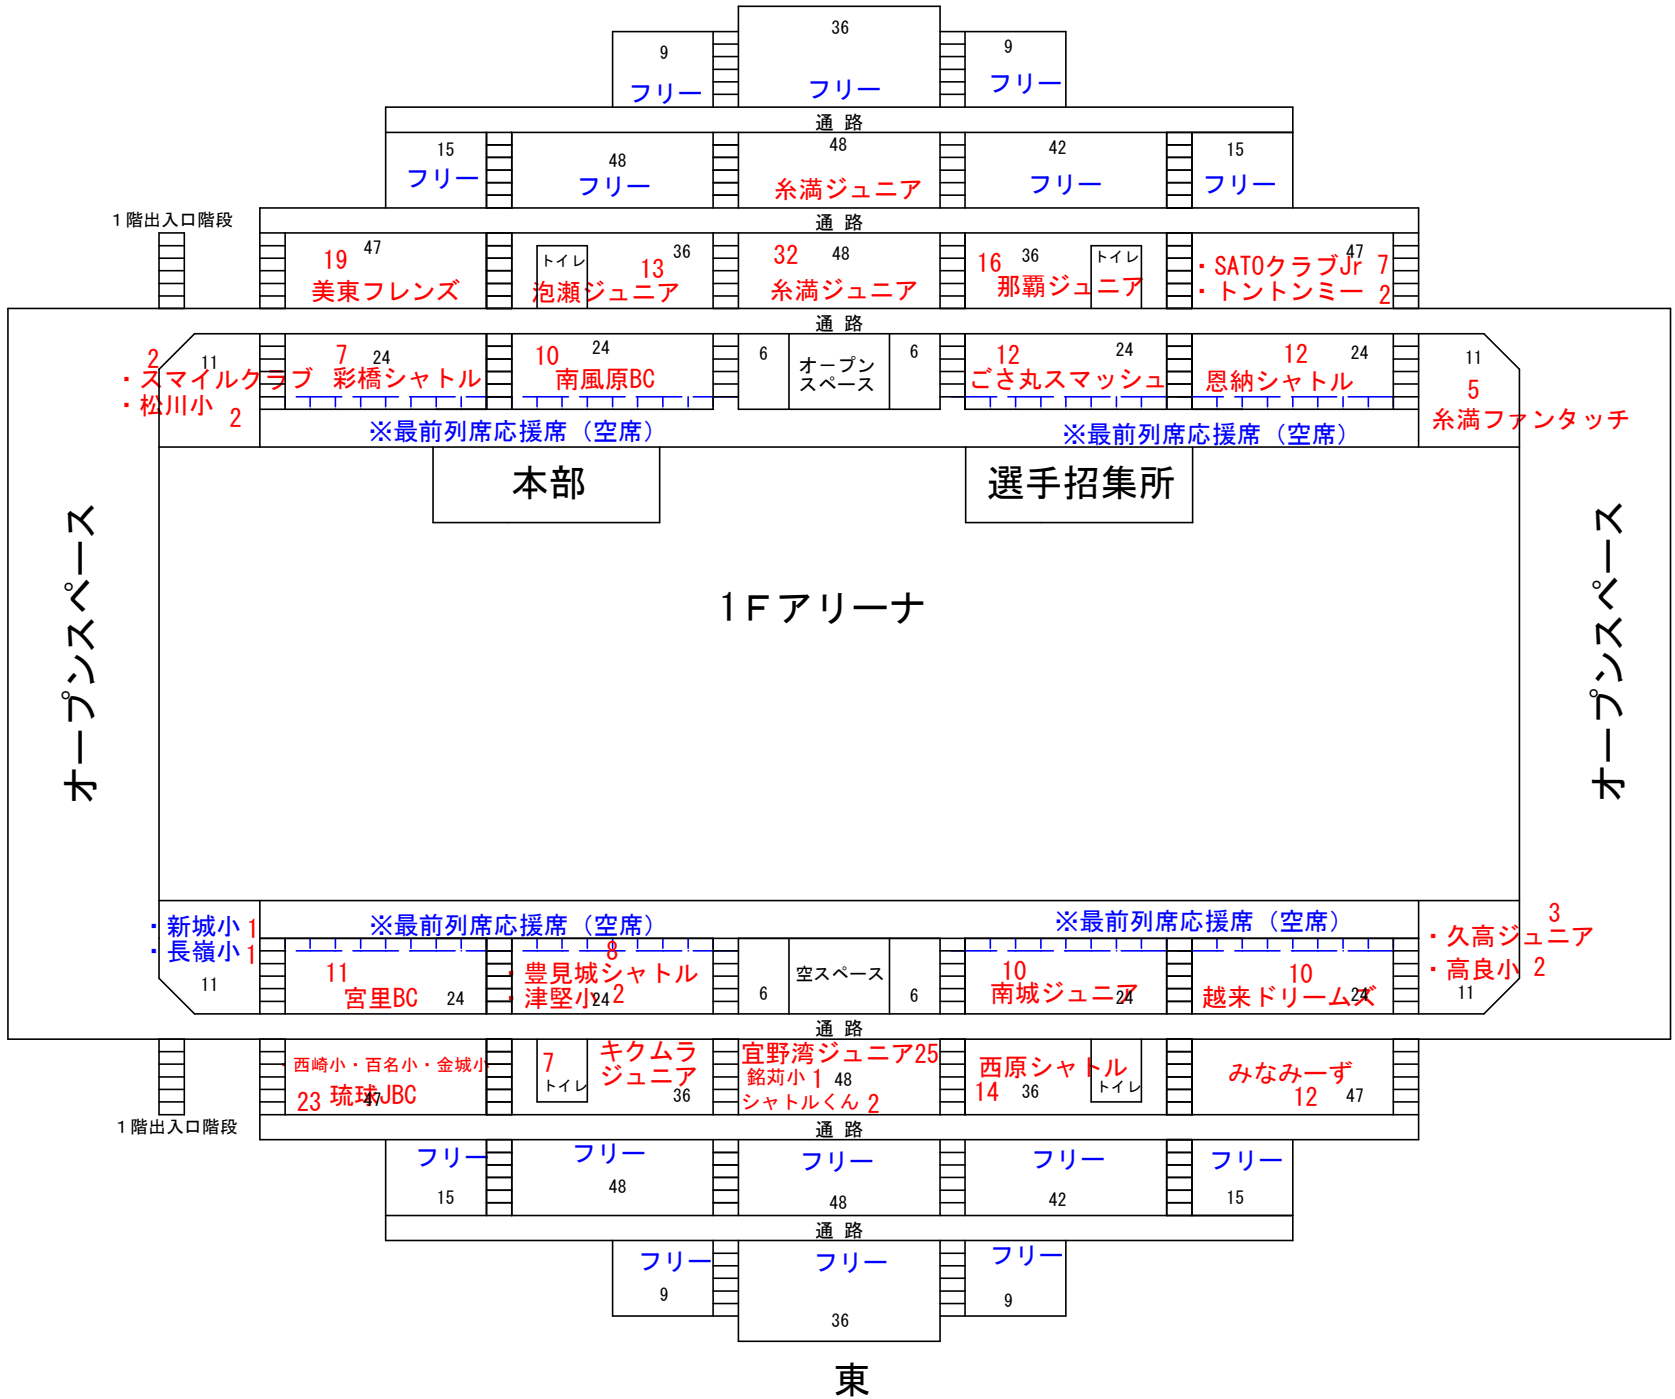 36
9
9
フリー
フリー
フリー
通 路
15
48
48
42
15
フリー
フリー
糸満ジュニア
フリー
フリー
1階出入口階段
通 路
19
47
トイレ
13
36
32
48
16
36
トイレ
47
美東フレンズ
泡瀬ジュニア
糸満ジュニア
那覇ジュニア
・SATOクラブJr 7
・トントンミー 2
通 路
2
11
・スマイルクラブ
・松川小 2
7
24
彩橋シャトル
10
24
南風原BC
6
オープン
スペース
6
12
24
ごさ丸スマッシュ
12
24
恩納シャトル
11
5
糸満ファンタッチ
※最前列席応援席（空席）
※最前列席応援席（空席）
本部
選手招集所
1Fアリーナ
オープンスペース
オープンスペース
・新城小 1
・長嶺小 1
11
※最前列席応援席（空席）
※最前列席応援席（空席）
3
・久高ジュニア
・高良小 2
11
11
宮里BC
24
8
・豊見城シャトル
・津堅小 2
24
6
空スペース
6
10
南城ジュニア
24
10
越来ドリームズ
24
通 路
西崎小・百名小・金城小
23 琉球JBC
47
7
トイレ
キクムラ
ジュニア
36
宜野湾ジュニア25
銘苅小 1
48
シャトルくん 2
西原シャトル
14
36
トイレ
みなみーず
12
47
1階出入口階段
通 路
フリー
フリー
フリー
フリー
フリー
15
48
48
42
15
通 路
フリー
フリー
フリー
9
36
9
東